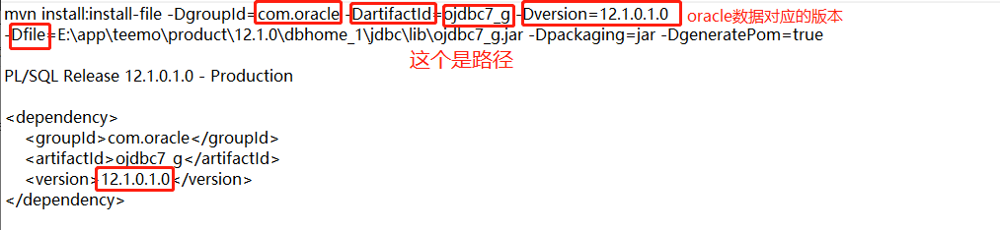 mvn install:install-file -DgroupId=com.oracle -DartifactId=ojdbc7_g -Dversion=12.1.0.1.0 oracle数据对应的版本
-Dfile=E:\app\teemo\product\12.1.0\dbhome_1\jdbc\lib\ojdbc7_g.jar -Dpackaging=jar -DgeneratePom=true
这个是路径
PL/SQL Release 12.1.0.1.0 - Production
<dependency>
<groupId>com.oracle</groupId>
<artifactId>ojdbc7_g</artifactId>
<version>12.1.0.1.0</version>
</dependency>